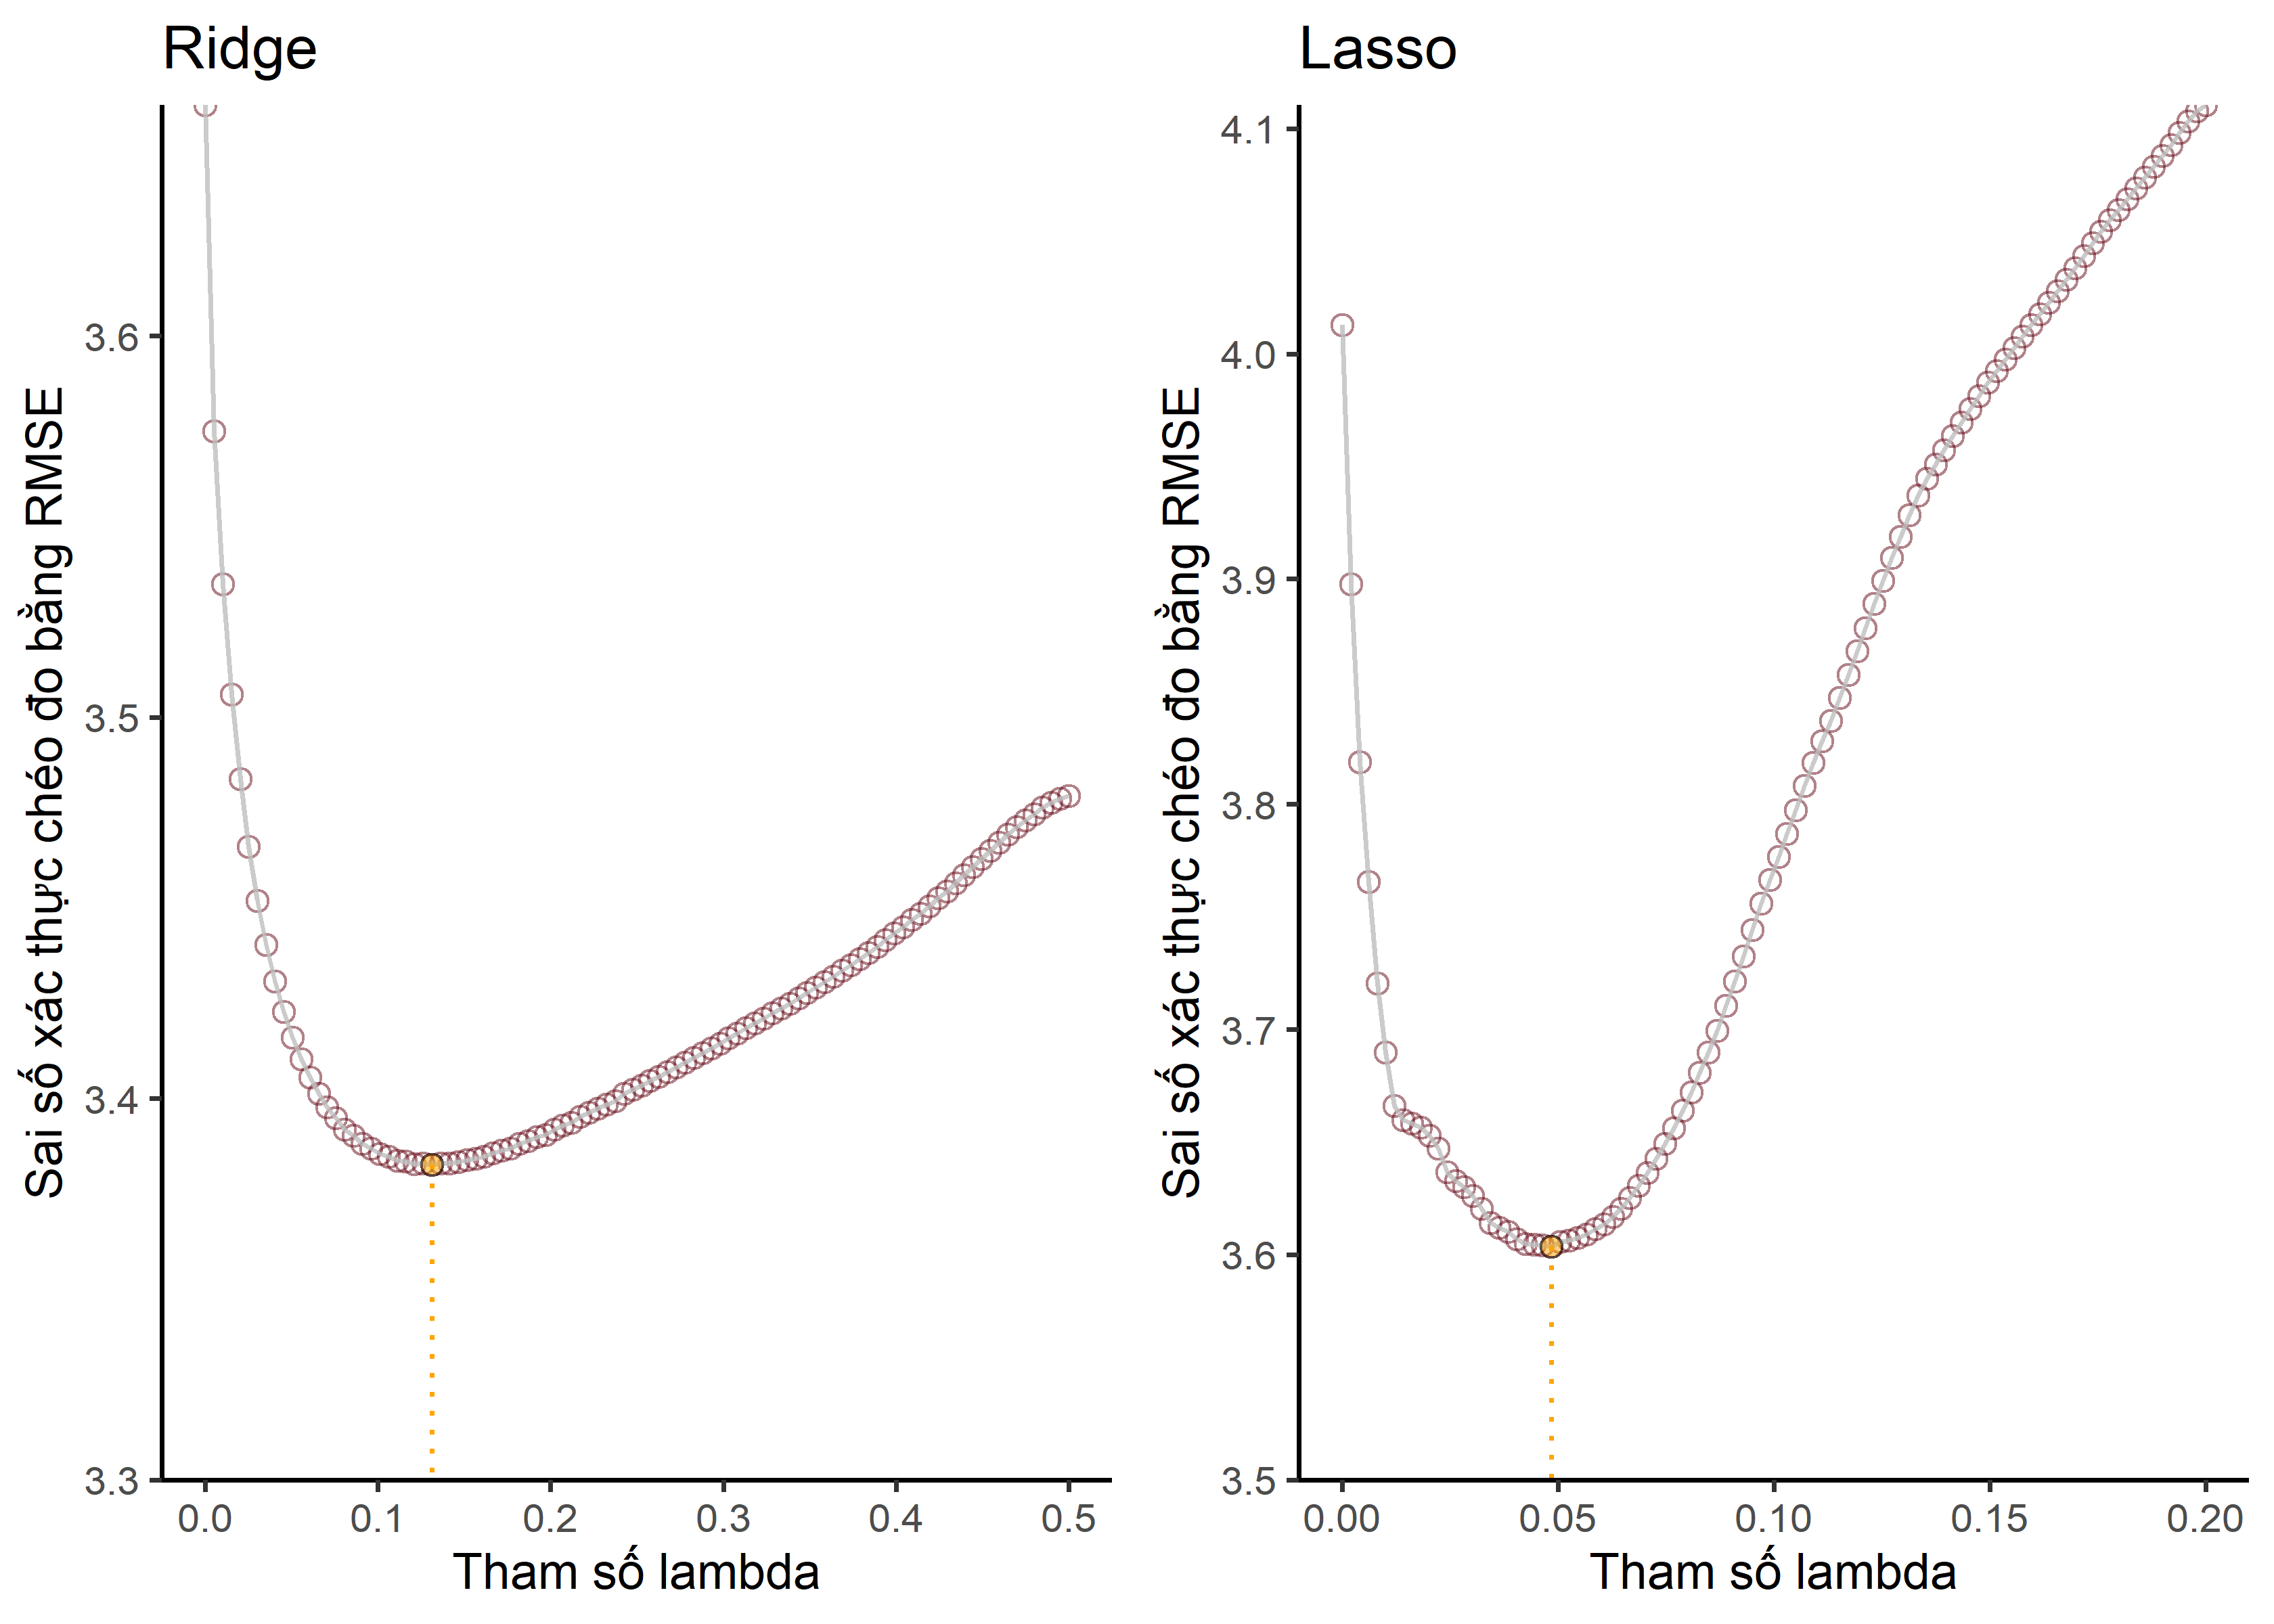 Ridge
Sai số xác thực chéo đo bằng RMSE
3.6
3.5
3.4
3.3
0.0 0.1 0.2 0.3 0.4 0.5
Tham số lambda
Lasso
Sai số xác thực chéo đo bằng RMSE
4.1
4.0
3.9
3.8
3.7
3.6
3.5
0.00 0.05 0.10 0.15 0.20
Tham số lambda